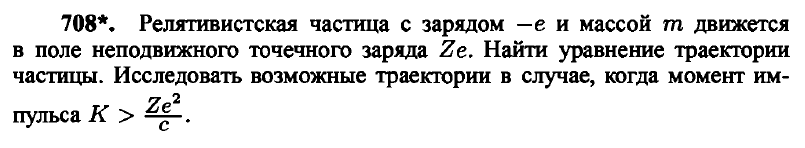 708*. Релятивистская частица с зарядом −e и массой m движется
в поле неподвижного точечного заряда Ze. Найти уравнение траектории
частицы. Исследовать возможные траектории в случае, когда момент им-
пульса K > Ze²/c.